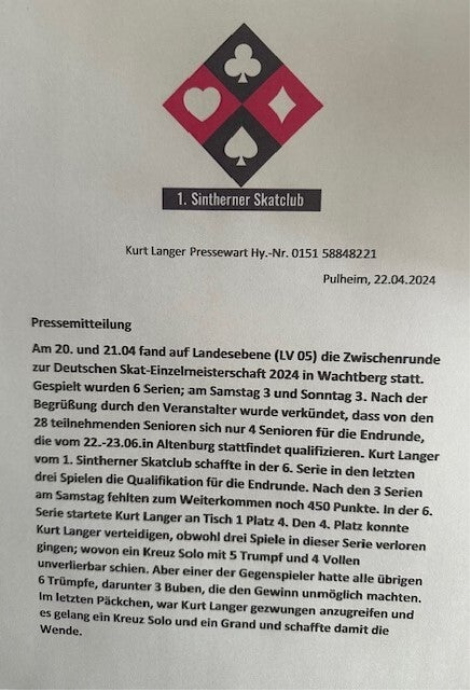 1. Sintherner Skatclub
Kurt Langer Pressewart Hy.-Nr. 0151 58848221
Pulheim, 22.04.2024
Pressemitteilung
Am 20. und 21.04 fand auf Landesebene (LV 05) die Zwischenrunde
zur Deutschen Skat-Einzelmeisterschaft 2024 in Wachtberg statt.
Gespielt wurden 6 Serien; am Samstag 3 und Sonntag 3. Nach der
Begrüßung durch den Veranstalter wurde verkündet, dass von den
28 teilnehmenden Senioren sich nur 4 Senioren für die Endrunde,
die vom 22.-23.06.in Altenburg stattfindet qualifizieren. Kurt Langer
vom 1. Sintherner Skatclub schaffte in der 6. Serie in den letzten
drei Spielen die Qualifikation für die Endrunde. Nach den 3 Serien
am Samstag fehlten zum Weiterkommen noch 450 Punkte. In der 6.
Serie startete Kurt Langer an Tisch 1 Platz 4. Den 4. Platz konnte
Kurt Langer verteidigen, obwohl drei Spiele in dieser Serie verloren
gingen; wovon ein Kreuz Solo mit 5 Trumpf und 4 Vollen
unverlierbar schien. Aber einer der Gegenspieler hatte alle übrigen
6 Trümpfe, darunter 3 Buben, die den Gewinn unmöglich machten.
Im letzten Päckchen, war Kurt Langer gezwungen anzugreifen und
es gelang ein Kreuz Solo und ein Grand und schaffte damit die
Wende.